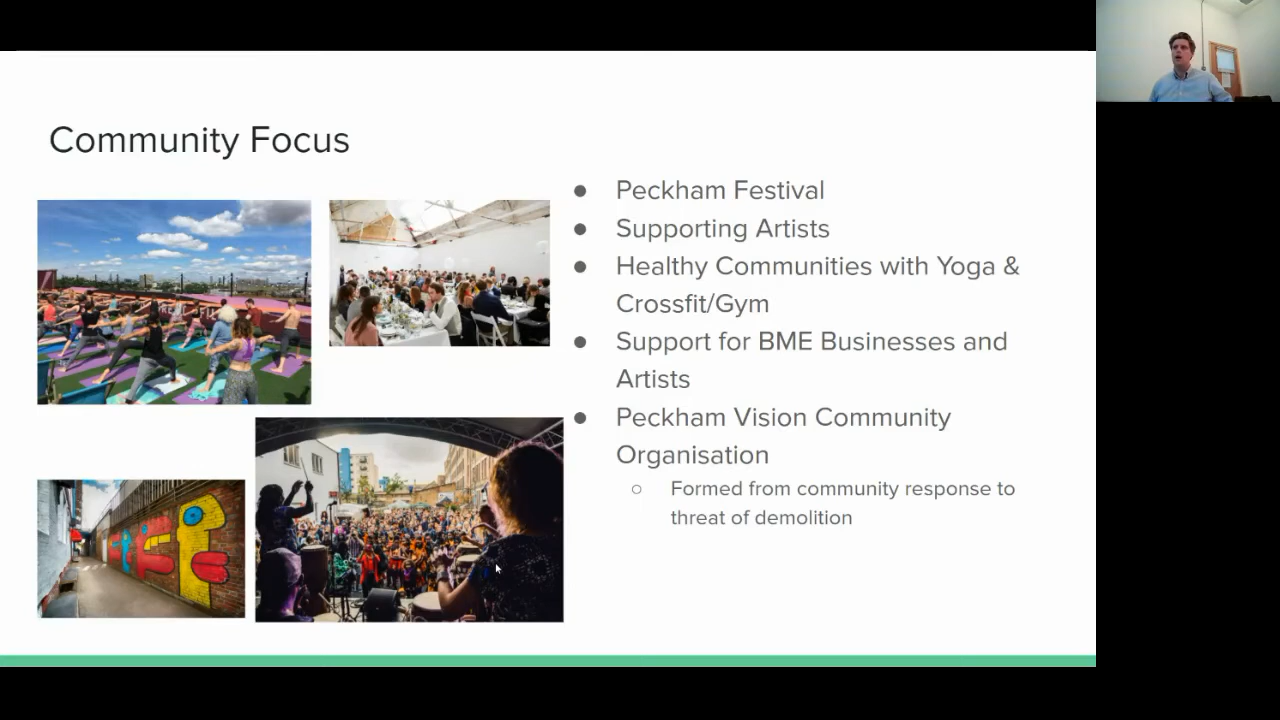 Community Focus
● Peckham Festival
● Supporting Artists
● Healthy Communities with Yoga &
Crossfit/Gym
● Support for BME Businesses and
Artists
● Peckham Vision Community
Organisation
○ Formed from community response to
threat of demolition